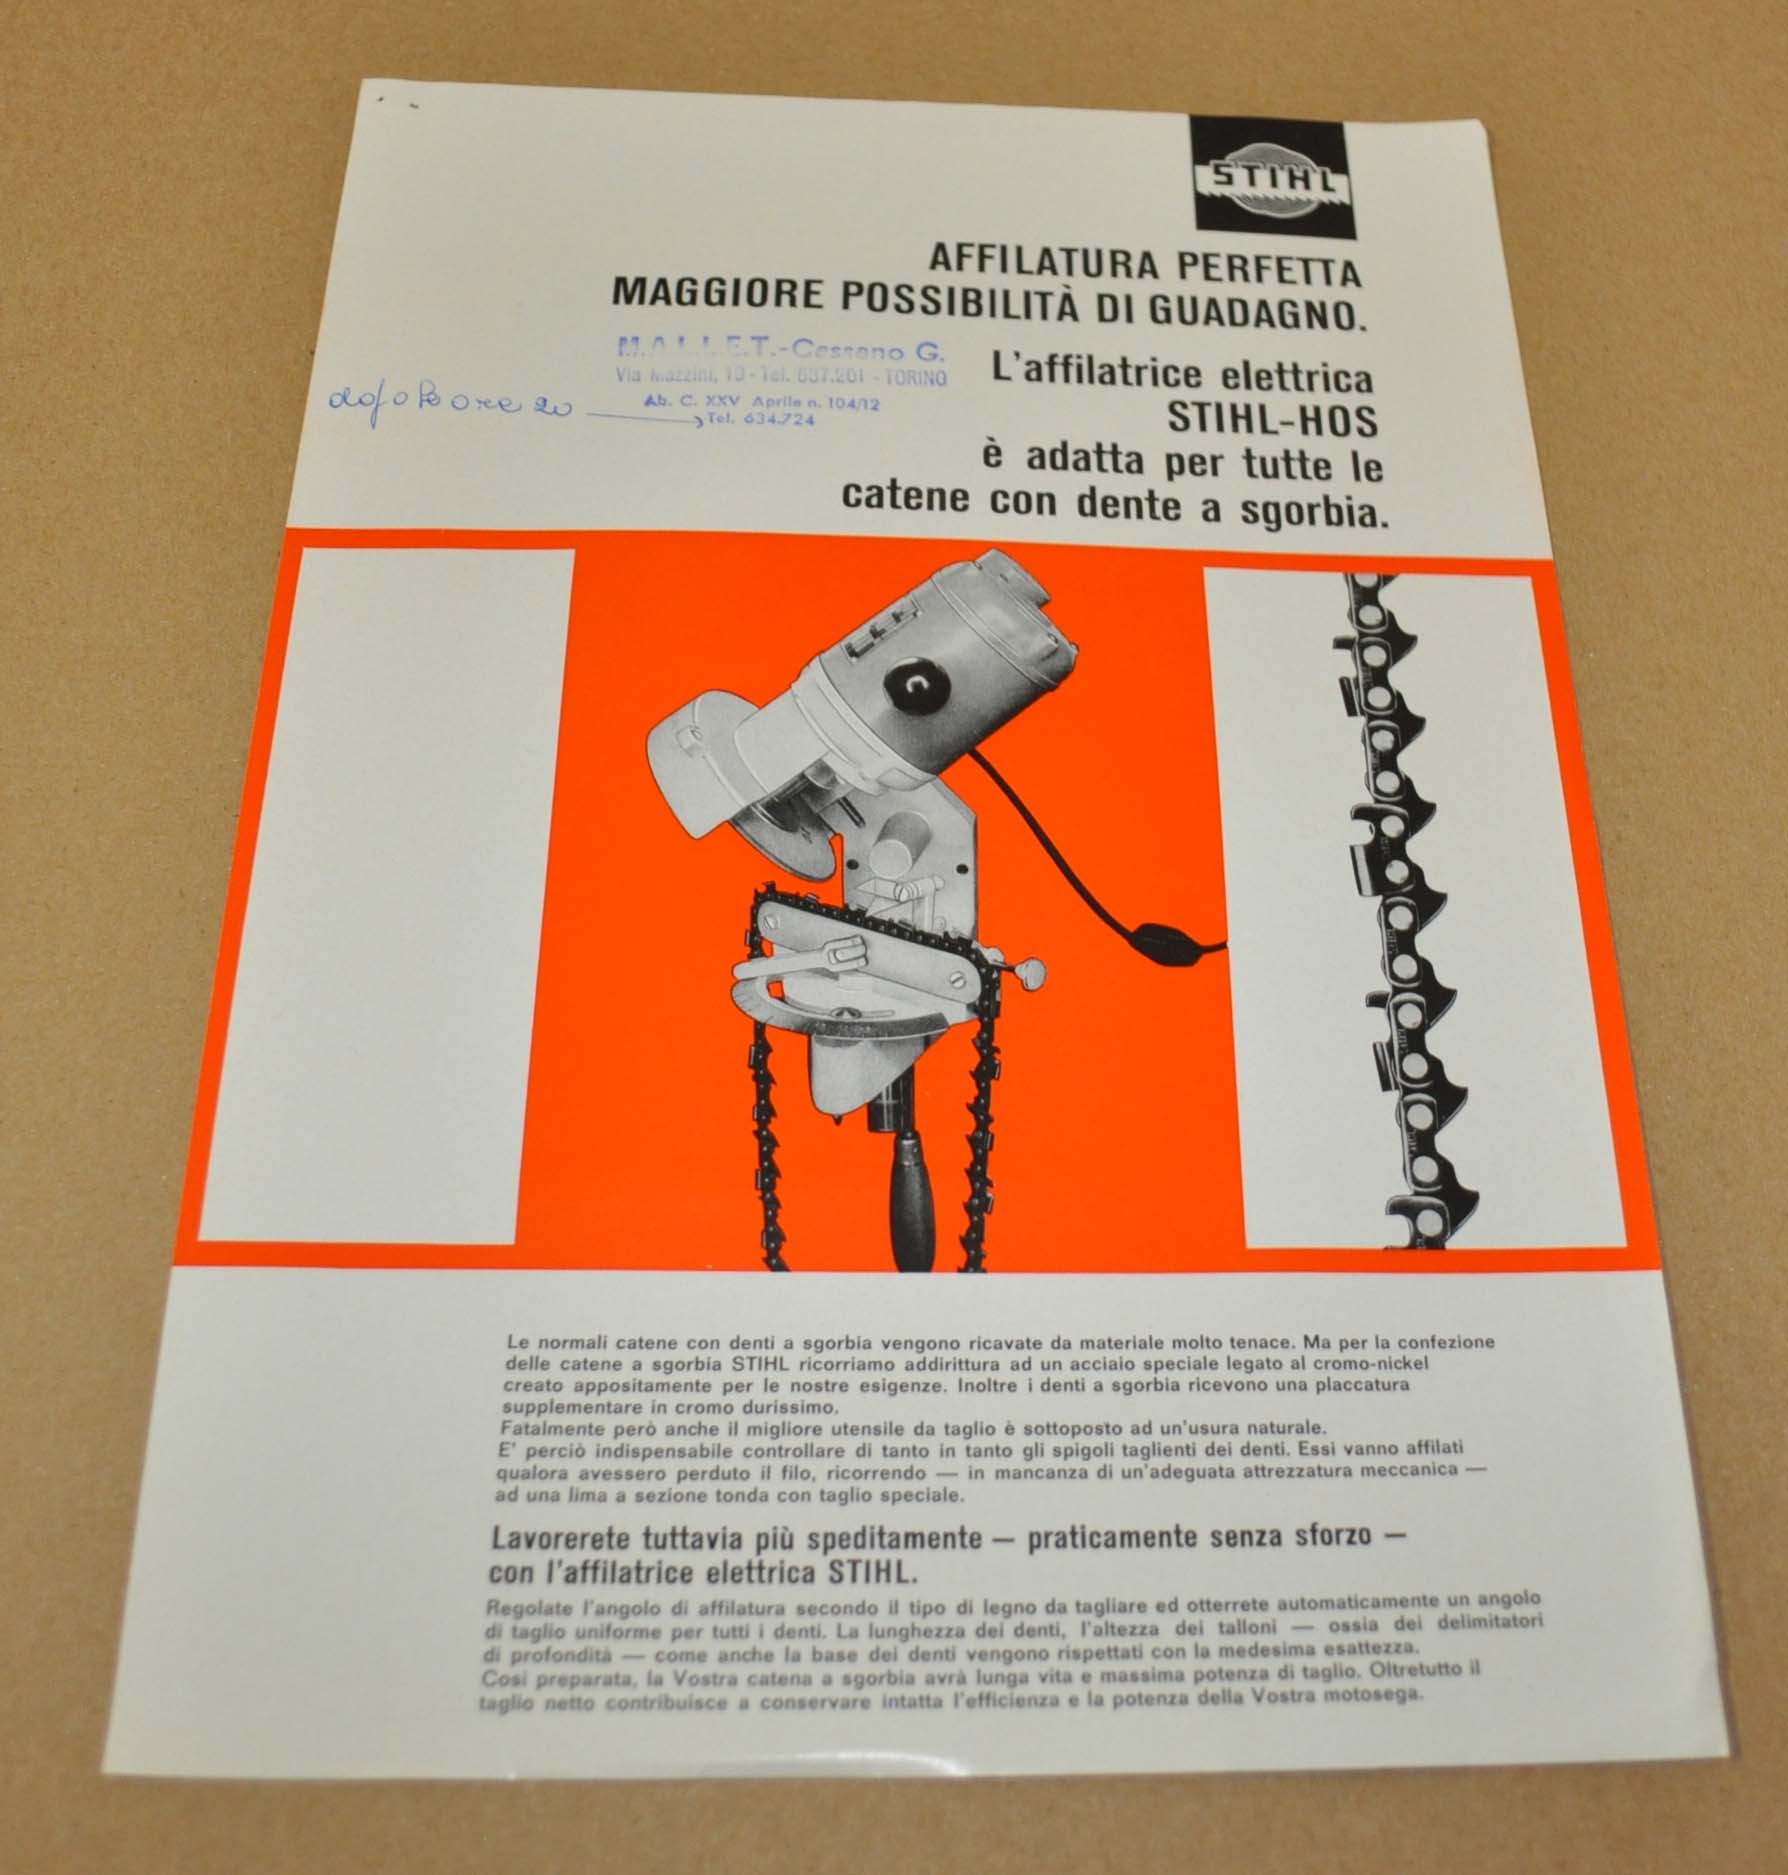 STIHL
AFFILATURA PERFETTA
MAGGIORE POSSIBILITÀ DI GUADAGNO.
M.A.L.L.E.T.-Cassano G.
Via Mazzini, 10 - Tel. 687.261 - TORINO
Ab. C. XXV Aprile n. 104/12
Tel. 634.724
dopo le ore 20
L'affilatrice elettrica
STIHL-HOS
è adatta per tutte le
catene con dente a sgorbia.
Le normali catene con denti a sgorbia vengono ricavate da materiale molto tenace. Ma per la confezione
delle catene a sgorbia STIHL ricorriamo addirittura ad un acciaio speciale legato al cromo-nickel
creato appositamente per le nostre esigenze. Inoltre i denti a sgorbia ricevono una placcatura
supplementare in cromo durissimo.
Fatalmente però anche il migliore utensile da taglio è sottoposto ad un'usura naturale.
E' perciò indispensabile controllare di tanto in tanto gli spigoli taglienti dei denti. Essi vanno affilati
qualora avessero perduto il filo, ricorrendo — in mancanza di un'adeguata attrezzatura meccanica —
ad una lima a sezione tonda con taglio speciale.
Lavorerete tuttavia più speditamente — praticamente senza sforzo —
con l'affilatrice elettrica STIHL.
Regolate l'angolo di affilatura secondo il tipo di legno da tagliare ed otterrete automaticamente un angolo
di taglio uniforme per tutti i denti. La lunghezza dei denti, l'altezza dei talloni — ossia dei delimitatori
di profondità — come anche la base dei denti vengono rispettati con la medesima esattezza.
Così preparata, la Vostra catena a sgorbia avrà lunga vita e massima potenza di taglio. Oltretutto il
taglio netto contribuisce a conservare intatta l'efficienza e la potenza della Vostra motosega.